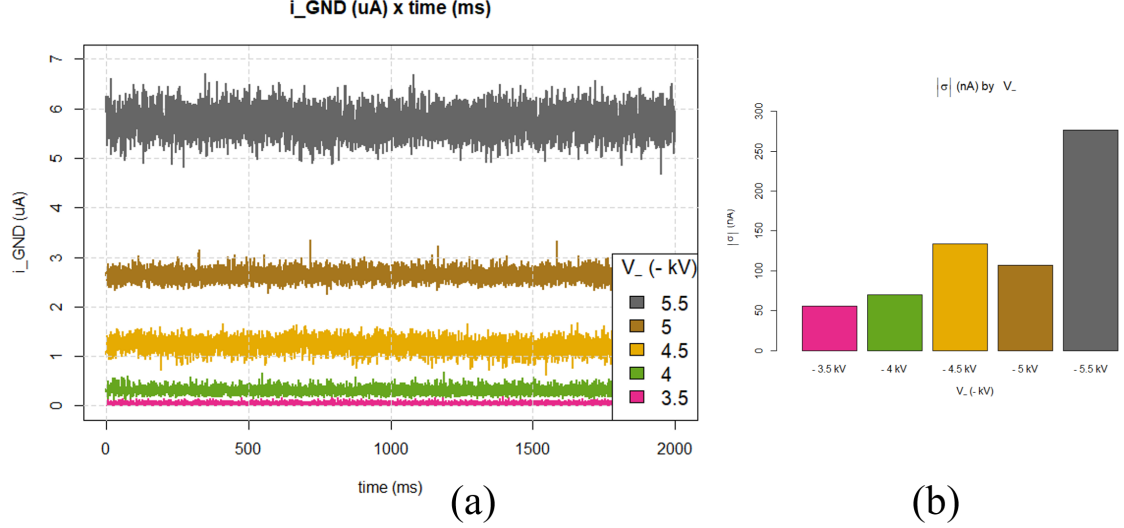 i_GND (uA) x time (ms)
7
6
5
4
3
2
1
0
i_GND (uA)
0
500
1000
1500
2000
time (ms)
V_ (- kV)
5.5
5
4.5
4
3.5
(a)
|σ| (nA) by V_
300
250
200
150
100
50
0
|σ| (nA)
- 3.5 kV
- 4 kV
- 4.5 kV
- 5 kV
- 5.5 kV
V_ (- kV)
(b)